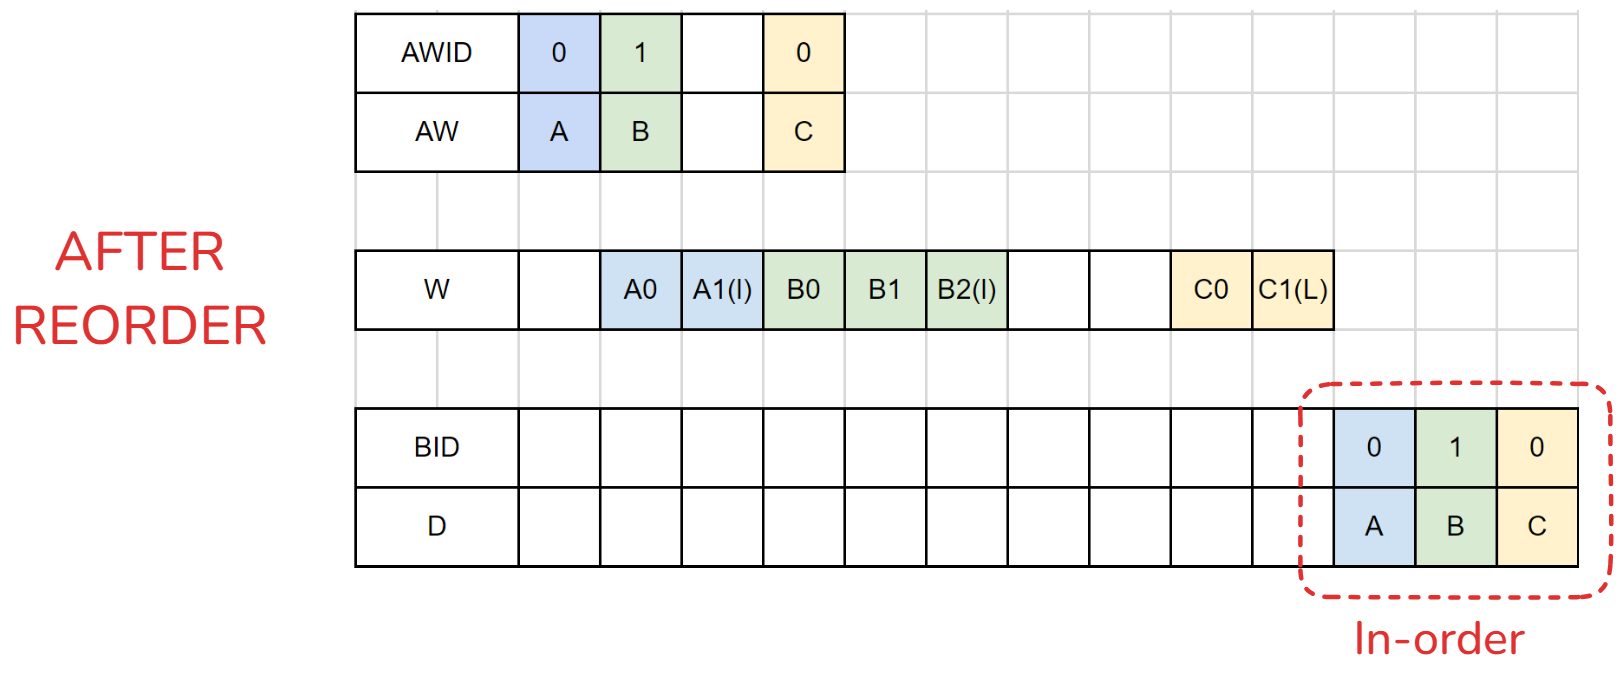 AWID 0 1 0
AW A B C
AFTER
REORDER
W A0 A1(l) B0 B1 B2(l) C0 C1(L)
BID 0 1 0
D A B C
In-order